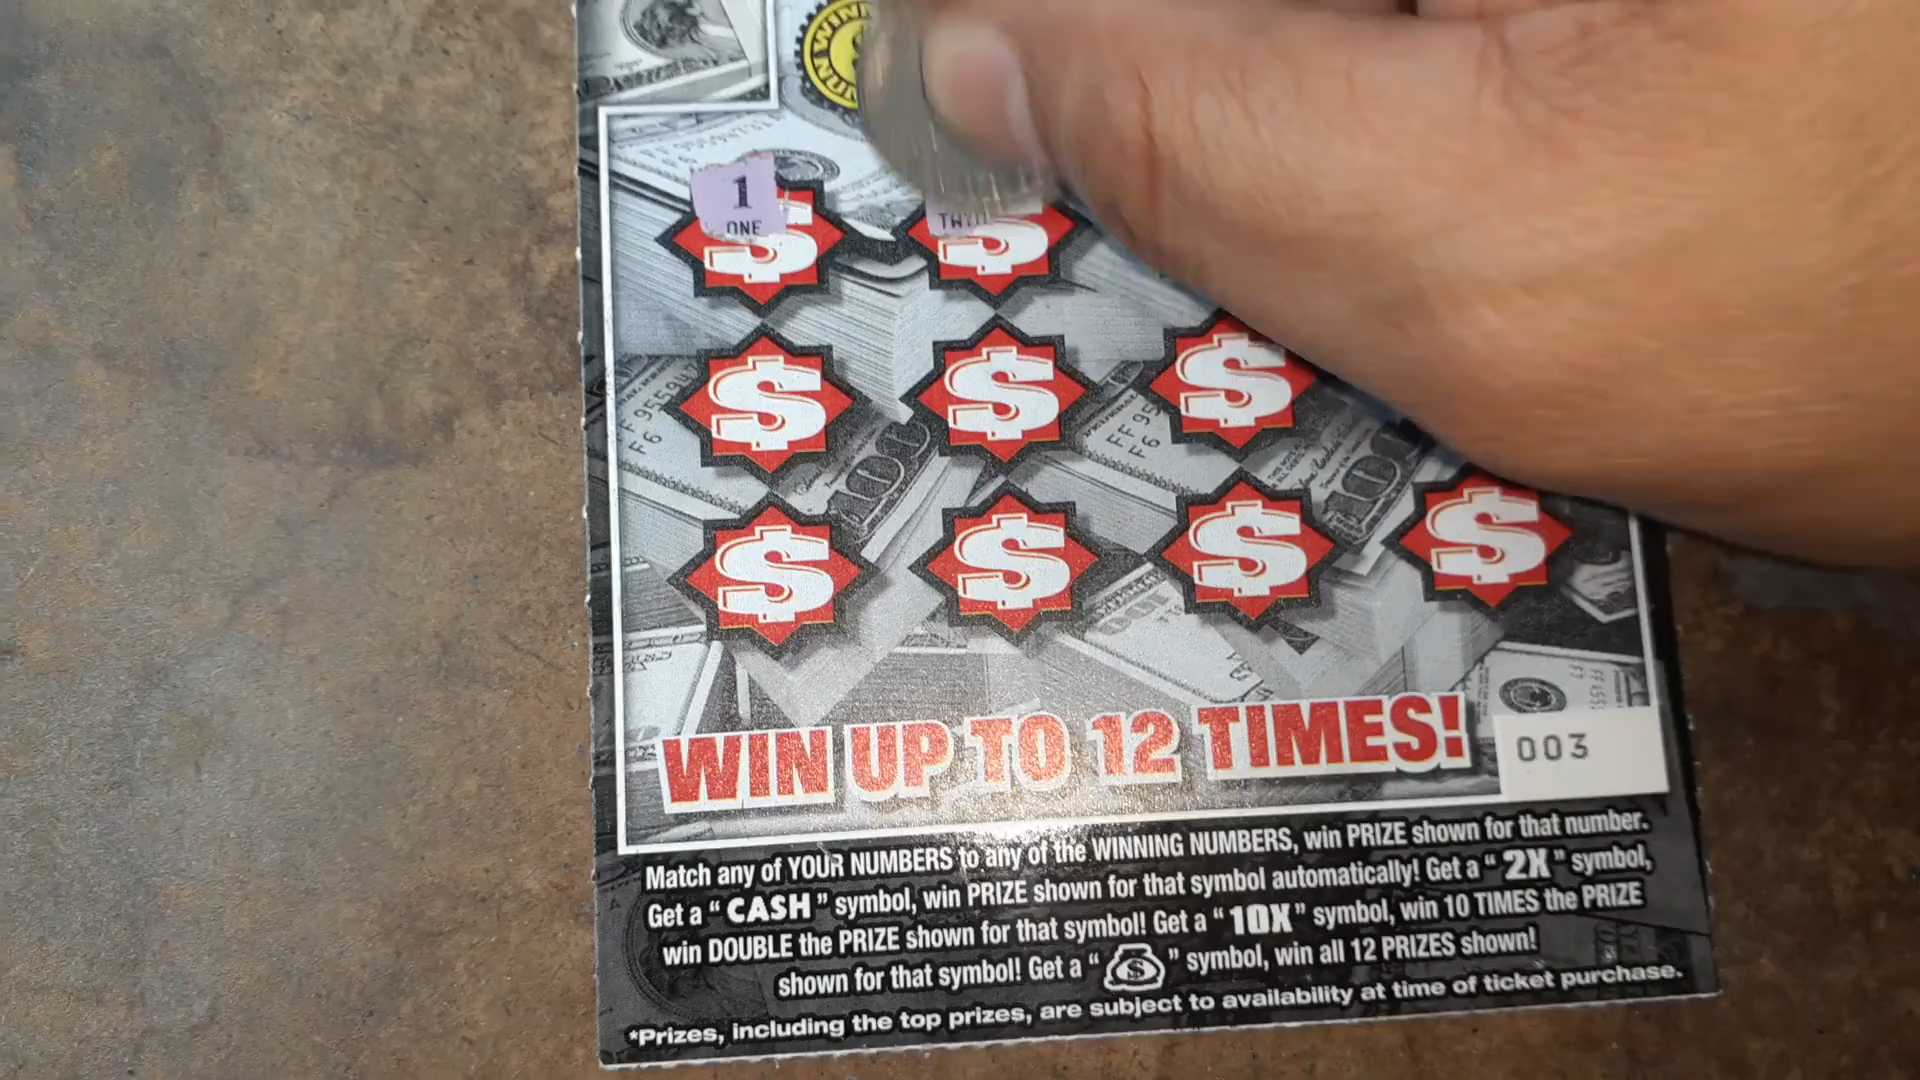 1
ONE
WIN UP TO 12 TIMES!
003
Match any of YOUR NUMBERS to any of the WINNING NUMBERS, win PRIZE shown for that number.
Get a “CASH” symbol, win PRIZE shown for that symbol automatically! Get a “2X” symbol,
win DOUBLE the PRIZE shown for that symbol! Get a “10X” symbol, win 10 TIMES the PRIZE
shown for that symbol! Get a “ ” symbol, win all 12 PRIZES shown!
*Prizes, including the top prizes, are subject to availability at time of ticket purchase.